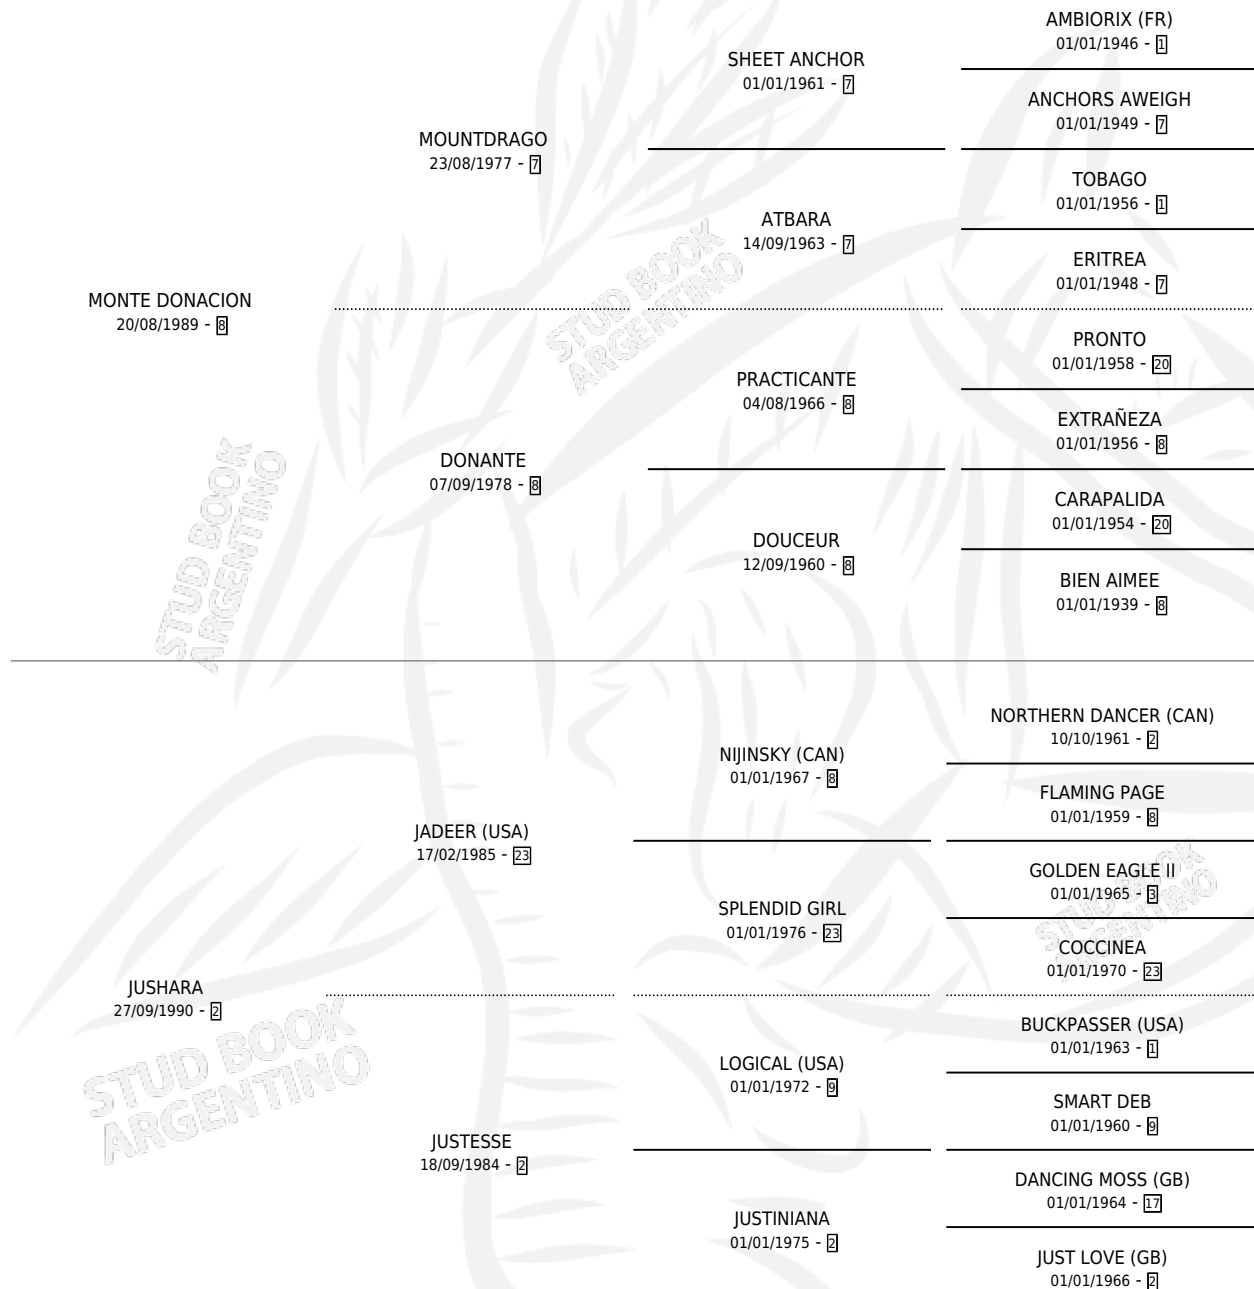 AMBIORIX (FR)
01/01/1946 - 1
SHEET ANCHOR
01/01/1961 - 7
ANCHORS AWEIGH
01/01/1949 - 7
MOUNTDRAGO
23/08/1977 - 7
TOBAGO
01/01/1956 - 1
ATBARA
14/09/1963 - 7
ERITREA
01/01/1948 - 7
MONTE DONACION
20/08/1989 - 8
PRONTO
01/01/1958 - 20
PRACTICANTE
04/08/1966 - 8
EXTRAÑEZA
01/01/1956 - 8
DONANTE
07/09/1978 - 8
CARAPALIDA
01/01/1954 - 20
DOUCEUR
12/09/1960 - 8
BIEN AIMEE
01/01/1939 - 8
NORTHERN DANCER (CAN)
10/10/1961 - 2
NIJINSKY (CAN)
01/01/1967 - 8
FLAMING PAGE
01/01/1959 - 8
JADEER (USA)
17/02/1985 - 23
GOLDEN EAGLE II
01/01/1965 - 3
SPLENDID GIRL
01/01/1976 - 23
COCCINEA
01/01/1970 - 23
JUSHARA
27/09/1990 - 2
BUCKPASSER (USA)
01/01/1963 - 1
LOGICAL (USA)
01/01/1972 - 9
SMART DEB
01/01/1960 - 9
JUSTESSE
18/09/1984 - 2
DANCING MOSS (GB)
01/01/1964 - 17
JUSTINIANA
01/01/1975 - 2
JUST LOVE (GB)
01/01/1966 - 2
STUD BOOK
ARGENTINO
STUD BOOK
ARGENTINO
STUD BOOK
ARGENTINO
STUD BOOK
ARGENTINO